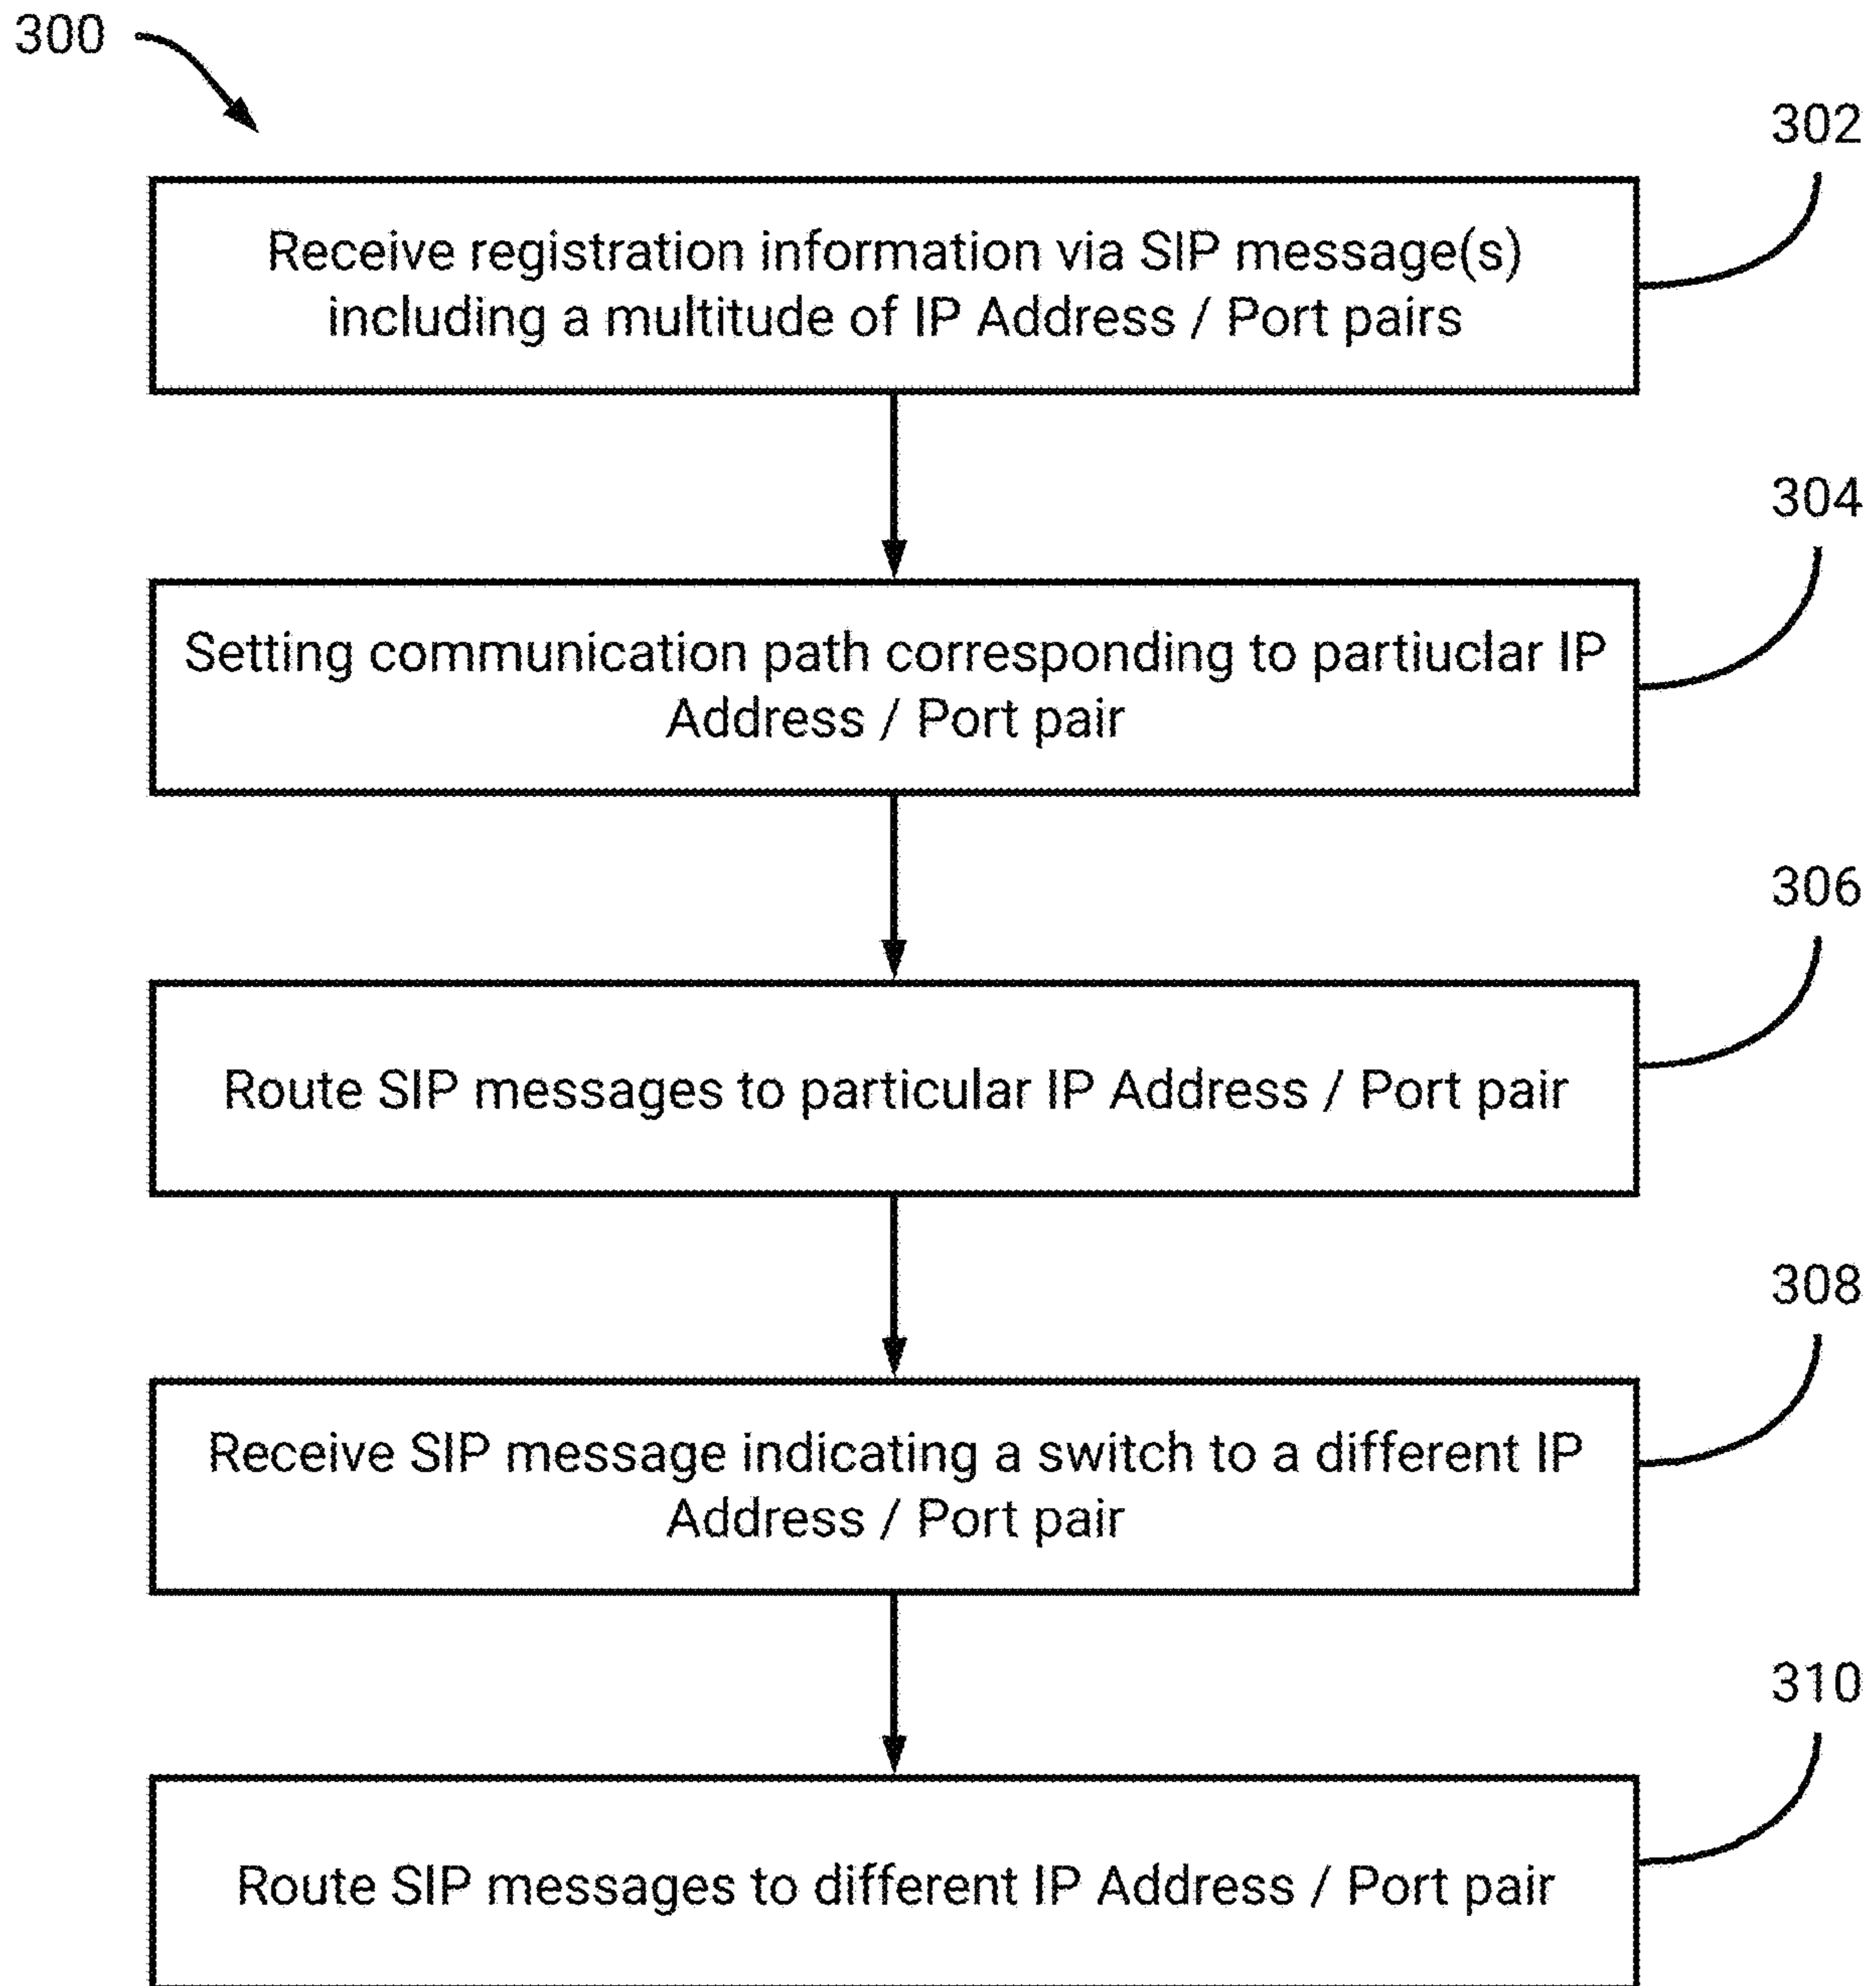 300
302
Receive registration information via SIP message(s)
including a multitude of IP Address / Port pairs
304
Setting communication path corresponding to partiuclar IP
Address / Port pair
306
Route SIP messages to particular IP Address / Port pair
308
Receive SIP message indicating a switch to a different IP
Address / Port pair
310
Route SIP messages to different IP Address / Port pair